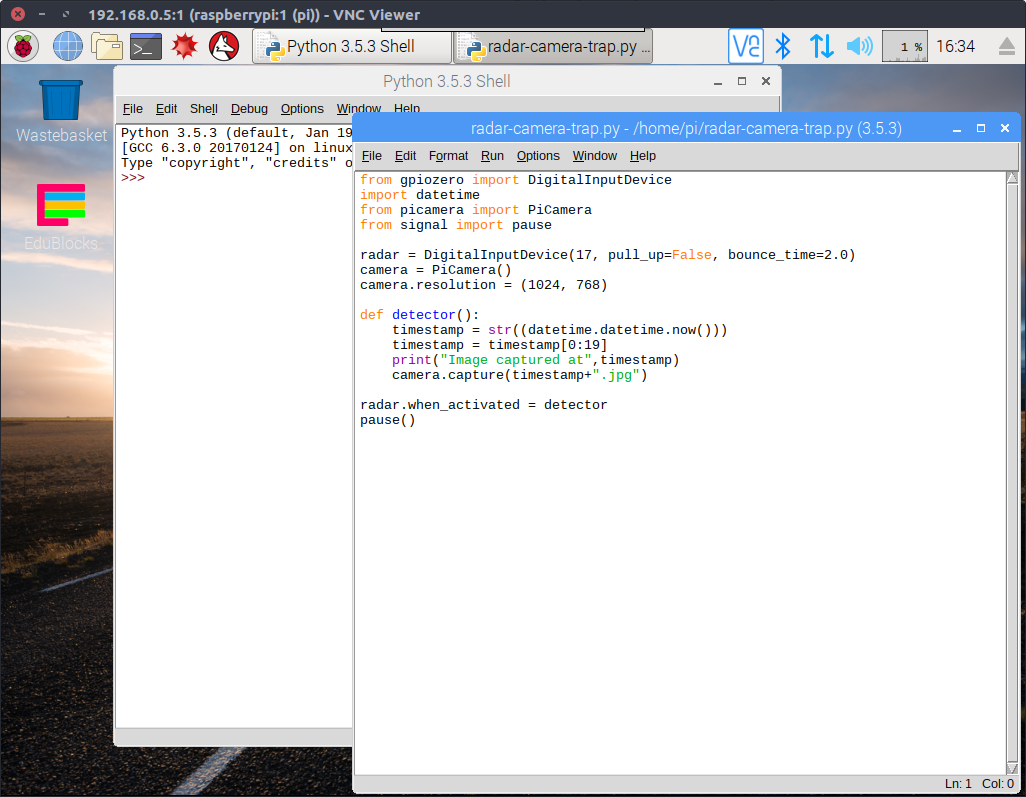 192.168.0.5:1 (raspberrypi:1 (pi)) - VNC Viewer
Python 3.5.3 Shell
radar-camera-trap.py ...
1 %
16:34
Wastebasket
EduBlocks
Python 3.5.3 Shell
File Edit Shell Debug Options Window Help
Python 3.5.3 (default, Jan 19
[GCC 6.3.0 20170124] on linux
Type "copyright", "credits" o
>>>
radar-camera-trap.py - /home/pi/radar-camera-trap.py (3.5.3)
File Edit Format Run Options Window Help
from gpiozero import DigitalInputDevice
import datetime
from picamera import PiCamera
from signal import pause
radar = DigitalInputDevice(17, pull_up=False, bounce_time=2.0)
camera = PiCamera()
camera.resolution = (1024, 768)
def detector():
    timestamp = str((datetime.datetime.now()))
    timestamp = timestamp[0:19]
    print("Image captured at",timestamp)
    camera.capture(timestamp+".jpg")
radar.when_activated = detector
pause()
Ln: 1 Col: 0